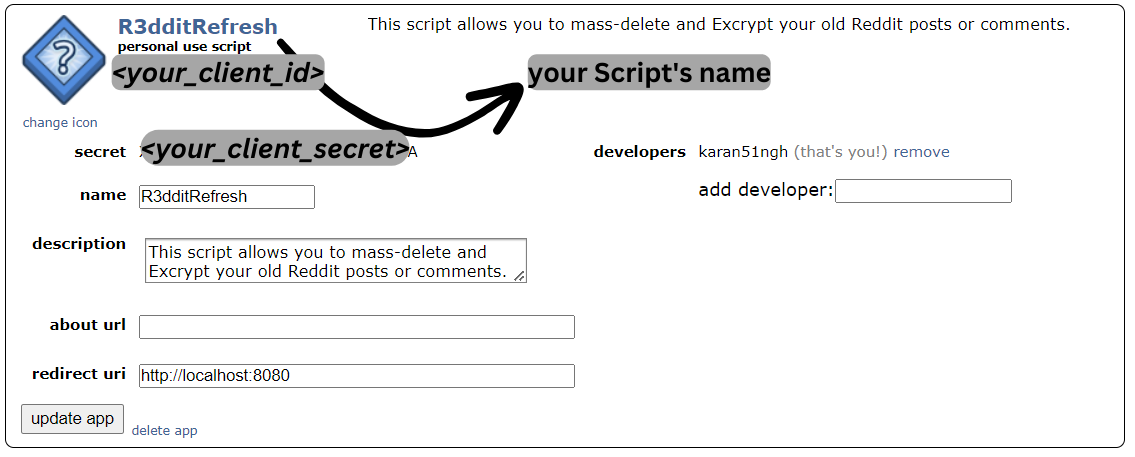 R3dditRefresh
This script allows you to mass-delete and Excrypt your old Reddit posts or comments.
personal use script
<your_client_id>
your Script's name
change icon
secret <your_client_secret>A
developers karan51ngh (that's you!) remove
name R3dditRefresh
add developer:
description This script allows you to mass-delete and
Excrypt your old Reddit posts or comments.
about url
redirect uri http://localhost:8080
update app
delete app